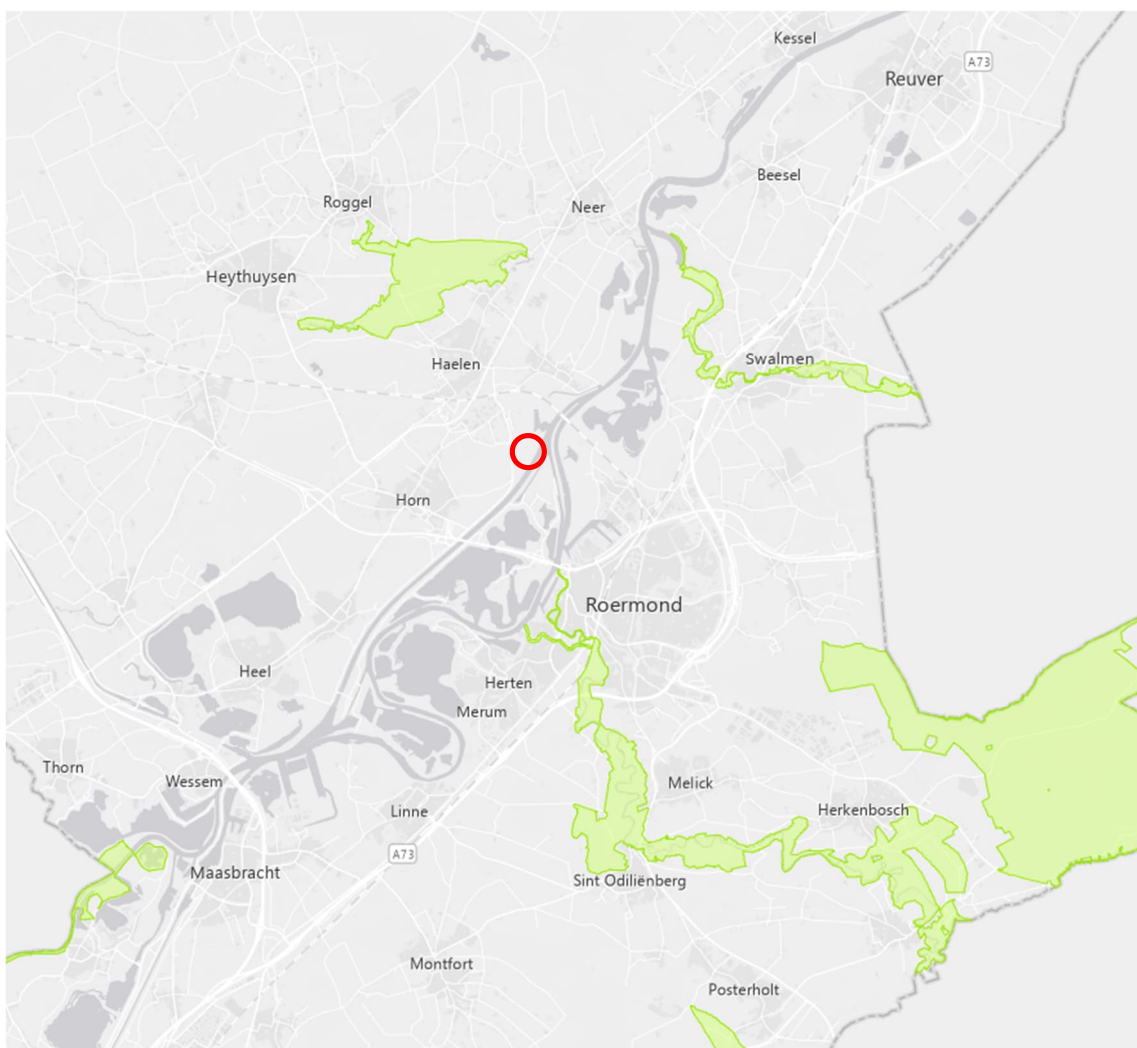 Kessel
A73
Reuver
Beesel
Roggel
Neer
Heythuysen
Haelen
Swalmen
Horn
Roermond
Heel
Herten
Merum
Thorn
Wessem
Melick
Linne
Herkenbosch
A73
Maasbracht
Sint Odiliënberg
Montfort
Posterholt